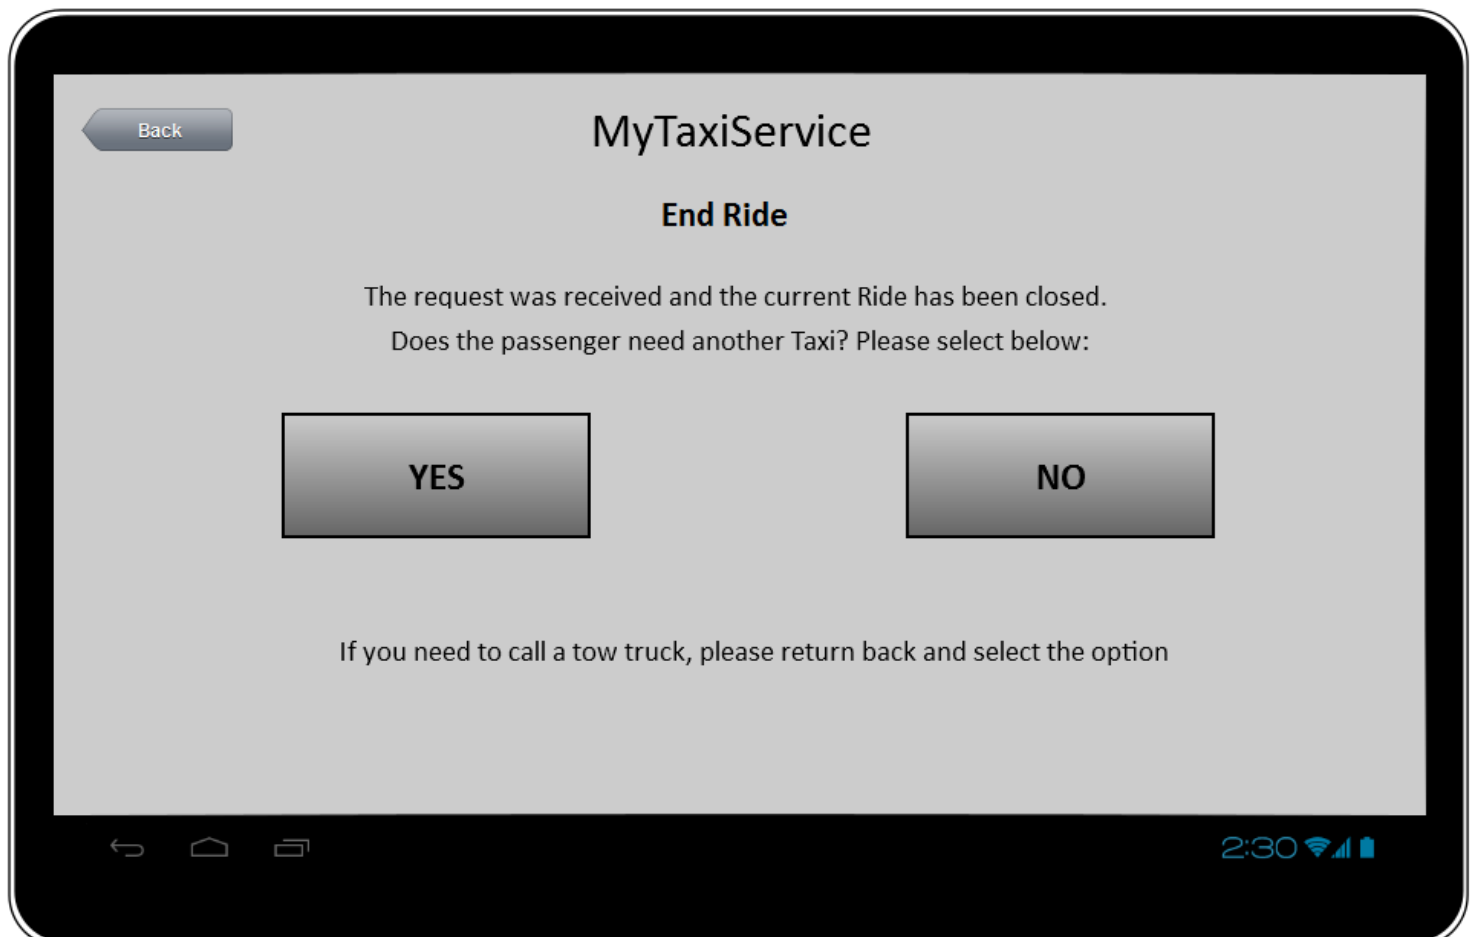 Back
MyTaxiService
End Ride
The request was received and the current Ride has been closed.
Does the passenger need another Taxi? Please select below:
YES
NO
If you need to call a tow truck, please return back and select the option
2:30